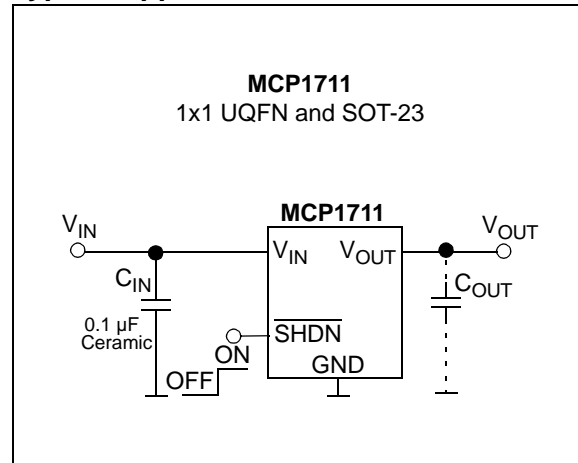 MCP1711
1x1 UQFN and SOT-23
MCP1711
VIN
VOUT
VIN
VOUT
CIN
COUT
0.1 µF
Ceramic
SHDN
ON
GND
OFF